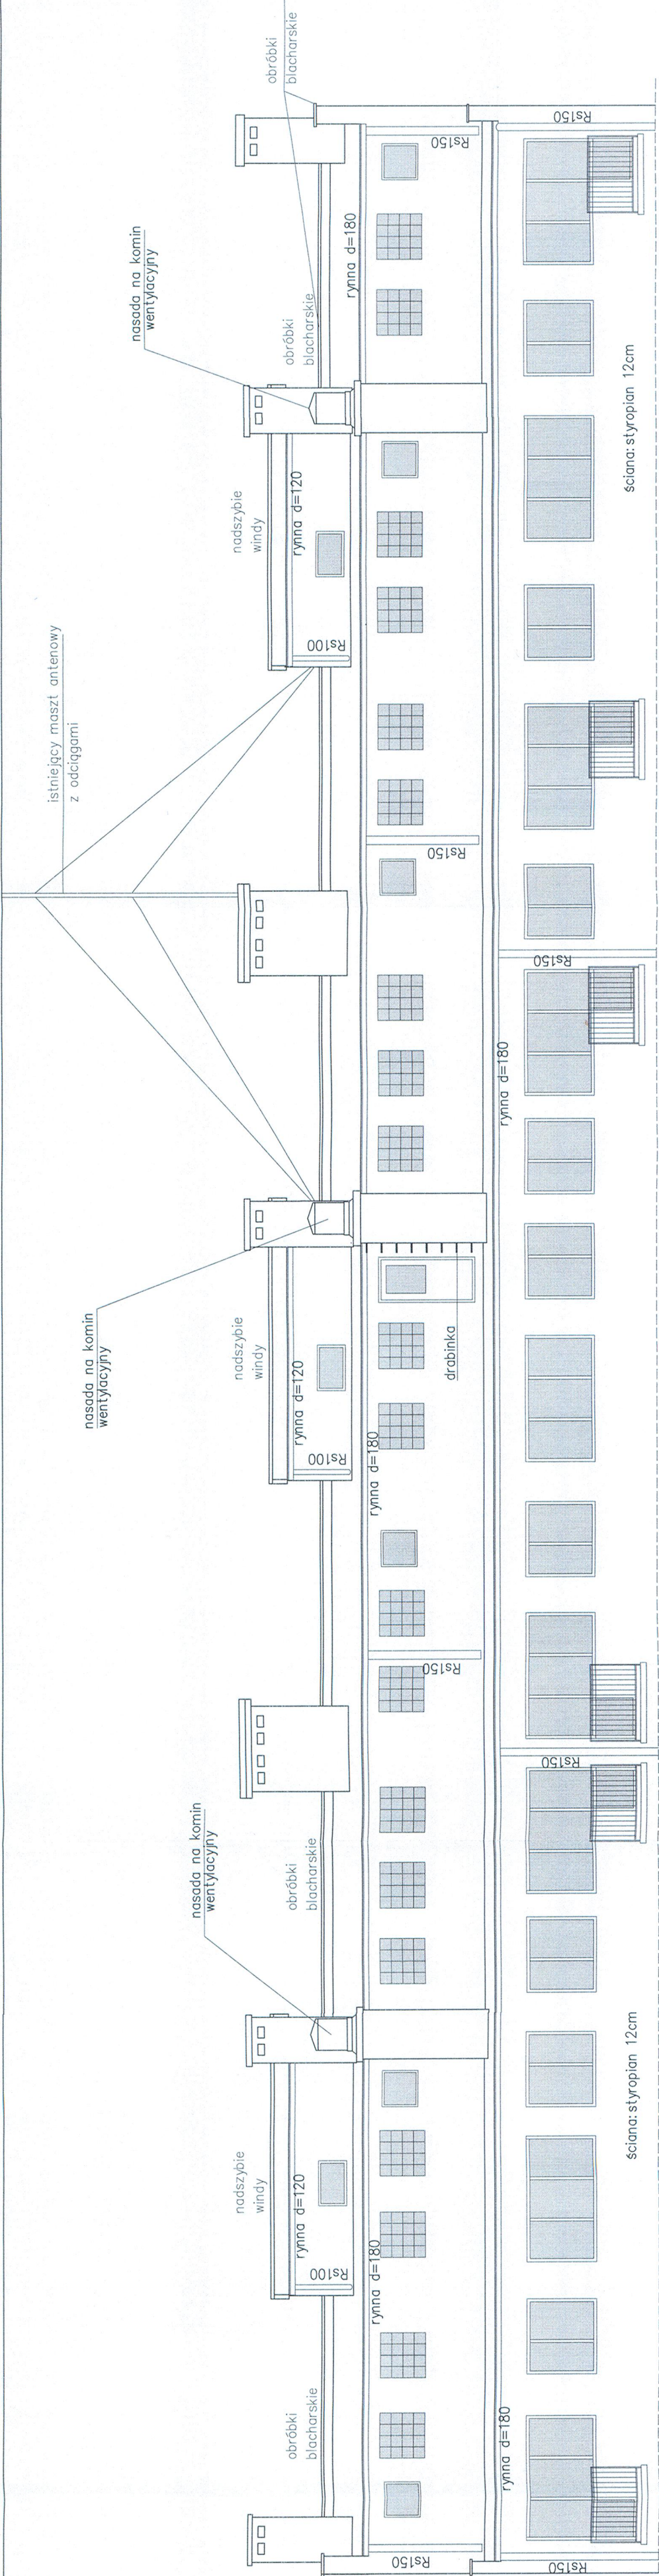 istniejący maszt antenowy
z odciągami
nasada na komin
wentylacyjny
nasada na komin
wentylacyjny
nasada na komin
wentylacyjny
nadszybie
windy
nadszybie
windy
nadszybie
windy
obróbki
blacharskie
obróbki
blacharskie
obróbki
blacharskie
obróbki
blacharskie
rynna d=120
rynna d=120
rynna d=120
Rs100
Rs100
Rs100
rynna d=180
rynna d=180
rynna d=180
Rs150
Rs150
Rs150
Rs150
drabinka
rynna d=180
rynna d=180
Rs150
Rs150
Rs150
Rs150
ściana: styropian 12cm
ściana: styropian 12cm